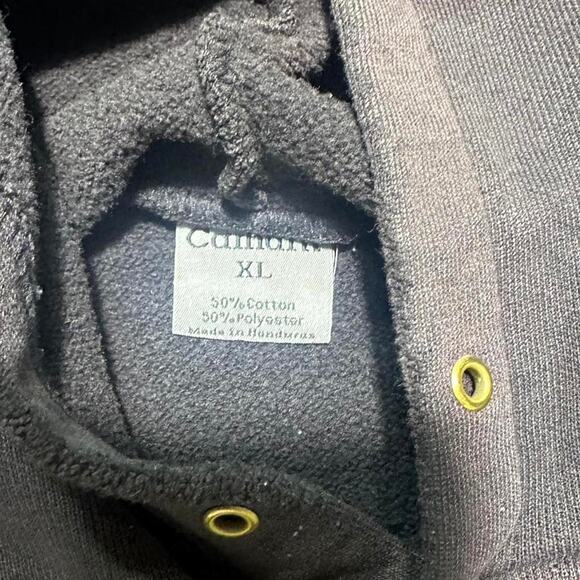 XL
50% Cotton
50% Polyester
Made in Honduras